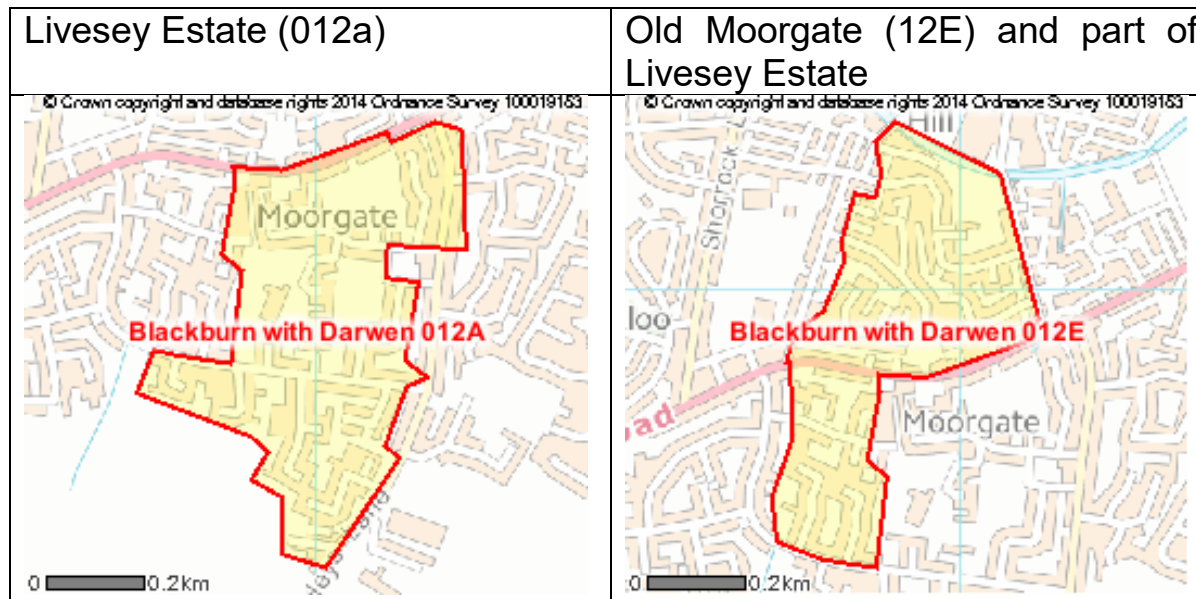 Livesey Estate (012a)
Old Moorgate (12E) and part of
Livesey Estate
© Crown copyright and database rights 2014 Ordnance Survey 100019153
Moorgate
Blackburn with Darwen 012A
0 0.2km
© Crown copyright and database rights 2014 Ordnance Survey 100019153
Hill
Shorrock L
loo
Blackburn with Darwen 012E
ad
Moorgate
0 0.2km